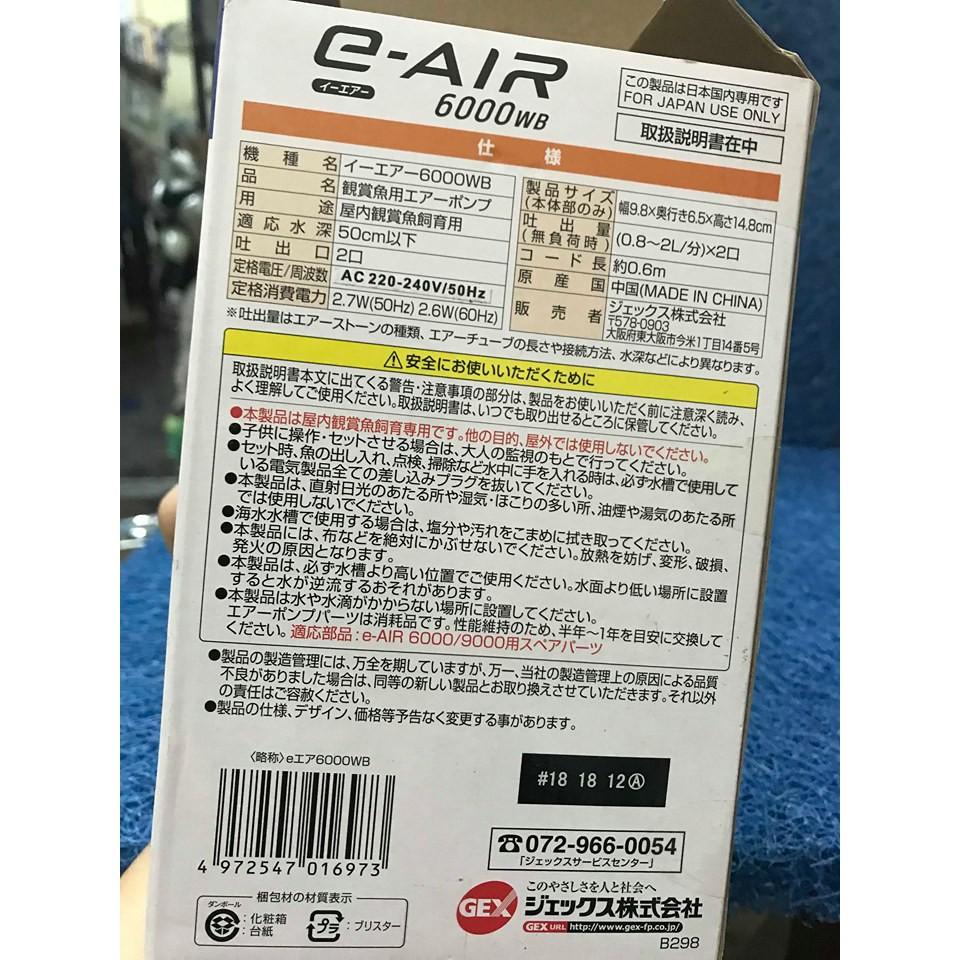 e-AIR
イーエアー
6000WB
この製品は日本国内専用です
FOR JAPAN USE ONLY
取扱説明書在中
仕様
機種名 イーエアー6000WB
品名 観賞魚用エアーポンプ
用途 屋内観賞魚飼育用
適応水深 50cm以下
吐出口 2口
定格電圧/周波数 AC 220-240V/50Hz
定格消費電力 2.7W(50Hz) 2.6W(60Hz)
製品サイズ(本体部のみ) 幅9.8×奥行き6.5×高さ14.8cm
吐出量(無負荷時) (0.8~2L/分)×2口
コード長 約0.6m
原産国 中国(MADE IN CHINA)
販売者 ジェックス株式会社
〒578-0903
大阪府東大阪市今米1丁目14番5号
※吐出量はエアーストーンの種類、エアーチューブの長さや接続方法、水深などにより異なります。
⚠安全にお使いいただくために
取扱説明書本文に出てくる警告・注意事項の部分は、製品をお使いいただく前に注意深く読み、
よく理解してご使用ください。取扱説明書は、いつでも取り出せるところに保管してください。
●本製品は屋内観賞魚飼育専用です。他の目的、屋外では使用しないでください。
●子供に操作・セットさせる場合は、大人の監視のもとで行ってください。
●セット時、魚の出し入れ、点検、掃除など水中に手を入れる時は、必ず水槽で使用して
いる電気製品全ての差し込みプラグを抜いてください。
●本製品は、直射日光のあたる所や湿気・ほこりの多い所、油煙や湯気のあたる所
では使用しないでください。
●海水水槽で使用する場合は、塩分や汚れをこまめに拭き取ってください。
●本製品には、布などを絶対にかぶせないでください。放熱を妨げ、変形、破損、
発火の原因となります。
●本製品は、必ず水槽より高い位置でご使用ください。水面より低い場所に設置
すると水が逆流するおそれがあります。
●本製品は水や水滴がかからない場所に設置してください。
エアーポンプパーツは消耗品です。性能維持のため、半年~1年を目安に交換して
ください。適応部品:e-AIR 6000/9000用スペアパーツ
●製品の製造管理には、万全を期していますが、万一、当社の製造管理上の原因による品質
不良がありました場合は、同等の新しい製品とお取り換えさせていただきます。それ以外
の責任はご容赦ください。
●製品の仕様、デザイン、価格等予告なく変更する事があります。
〈略称〉eエア6000WB
4 972547 016973
#18 18 12Ⓐ
☎072-966-0054
「ジェックスサービスセンター」
梱包材の材質表示
ダンボール
:化粧箱
:台紙
プラ
:ブリスター
このやさしさを人と社会へ
GEX ジェックス株式会社
GEX URL http://www.gex-fp.co.jp/
B298